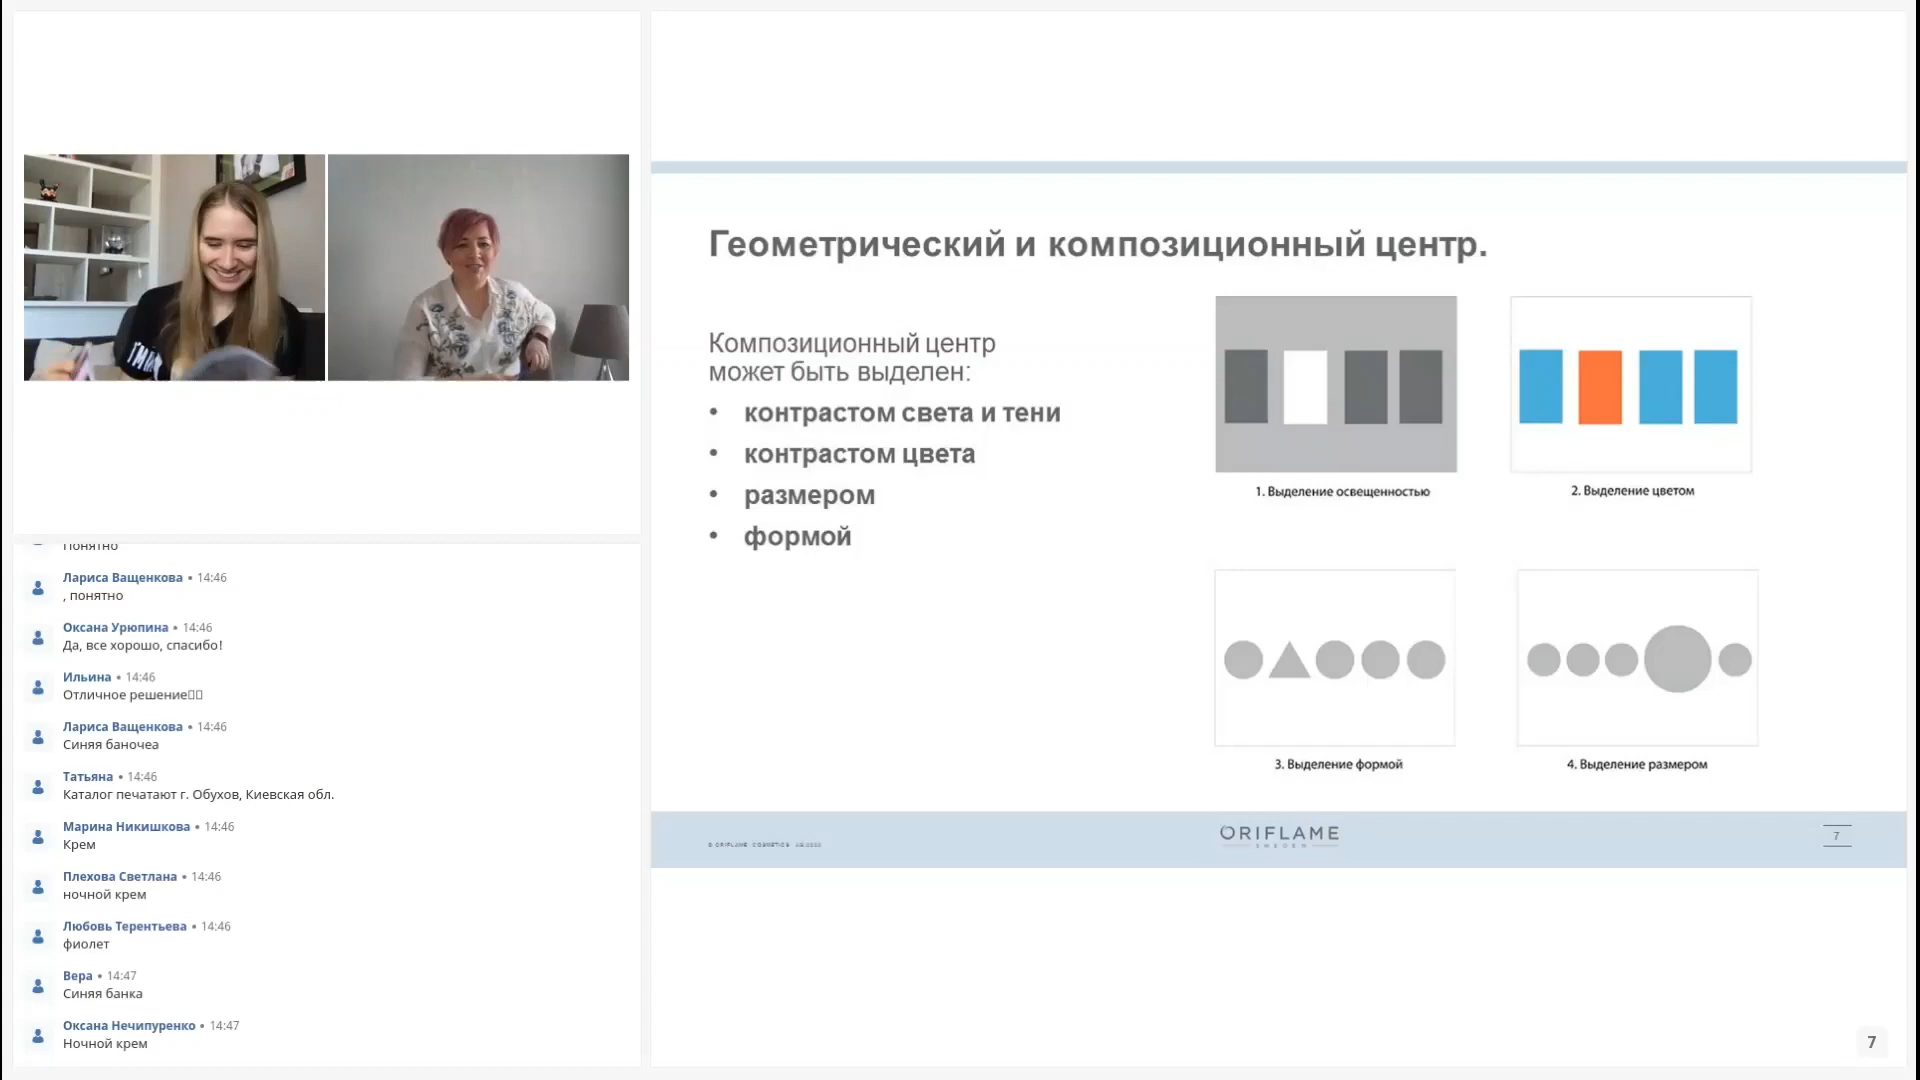 Понятно
Лариса Ващенкова • 14:46
, понятно
Оксана Урюпина • 14:46
Да, все хорошо, спасибо!
Ильина • 14:46
Отличное решение
Лариса Ващенкова • 14:46
Синяя баночеа
Татьяна • 14:46
Каталог печатают г. Обухов, Киевская обл.
Марина Никишкова • 14:46
Крем
Плехова Светлана • 14:46
ночной крем
Любовь Терентьева • 14:46
фиолет
Вера • 14:47
Синяя банка
Оксана Нечипуренко • 14:47
Ночной крем
Геометрический и композиционный центр.
Композиционный центр
может быть выделен:
• контрастом света и тени
• контрастом цвета
• размером
• формой
1. Выделение освещенностью
2. Выделение цветом
3. Выделение формой
4. Выделение размером
© ORIFLAME COSMETICS
ORIFLAME
SWEDEN
7
7